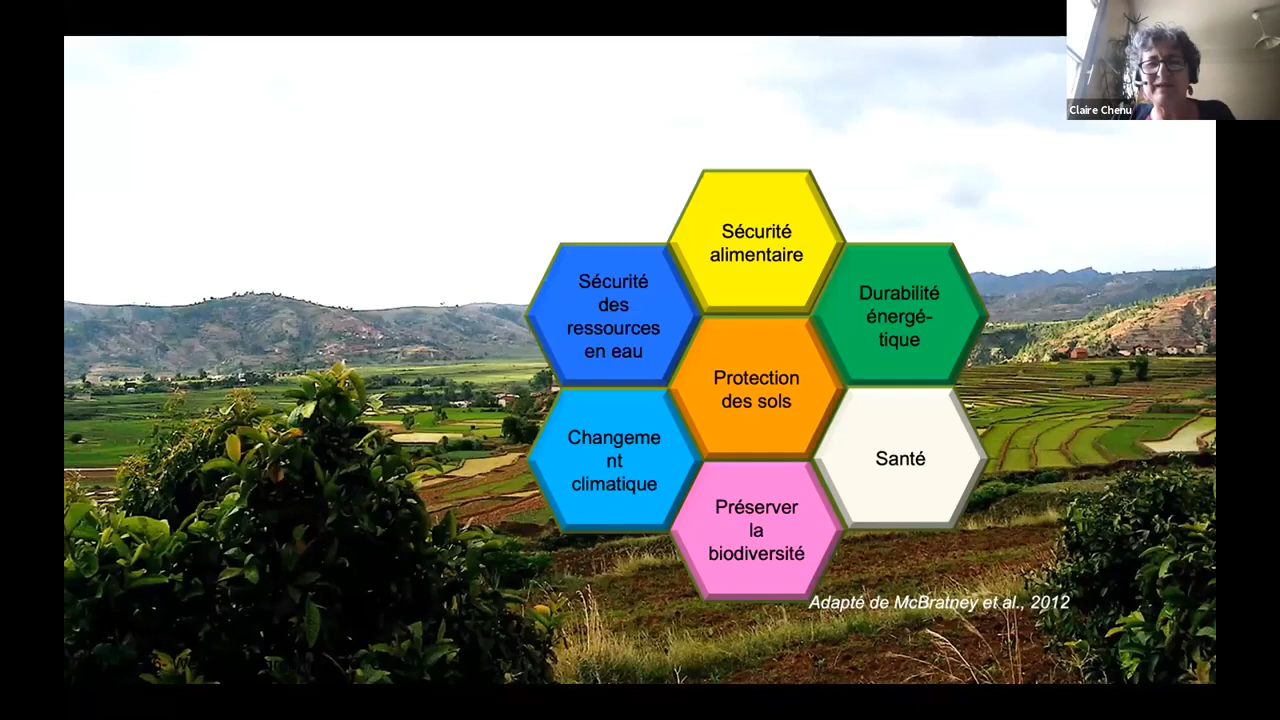 Claire Chenu
Sécurité
alimentaire
Sécurité
des
ressources
en eau
Durabilité
énergé-
tique
Protection
des sols
Changeme
nt
climatique
Santé
Préserver
la
biodiversité
Adapté de McBratney et al., 2012